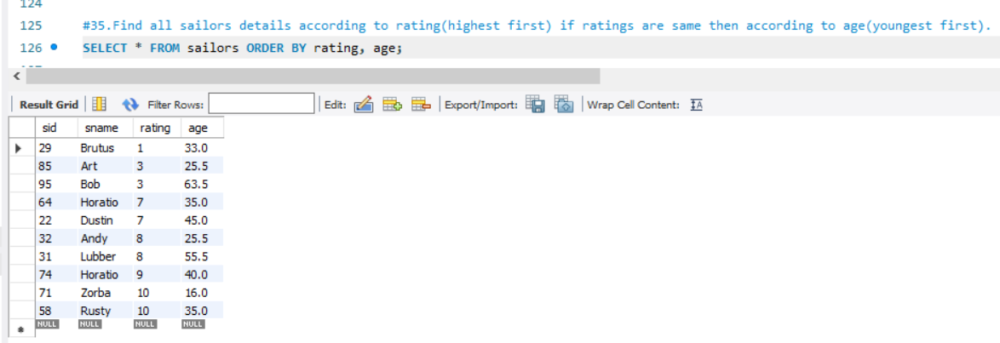 124
125 #35.Find all sailors details according to rating(highest first) if ratings are same then according to age(youngest first).
126 SELECT * FROM sailors ORDER BY rating, age;
Result Grid Filter Rows: Edit: Export/Import: Wrap Cell Content: IA
sid sname rating age
29 Brutus 1 33.0
85 Art 3 25.5
95 Bob 3 63.5
64 Horatio 7 35.0
22 Dustin 7 45.0
32 Andy 8 25.5
31 Lubber 8 55.5
74 Horatio 9 40.0
71 Zorba 10 16.0
58 Rusty 10 35.0
NULL NULL NULL NULL